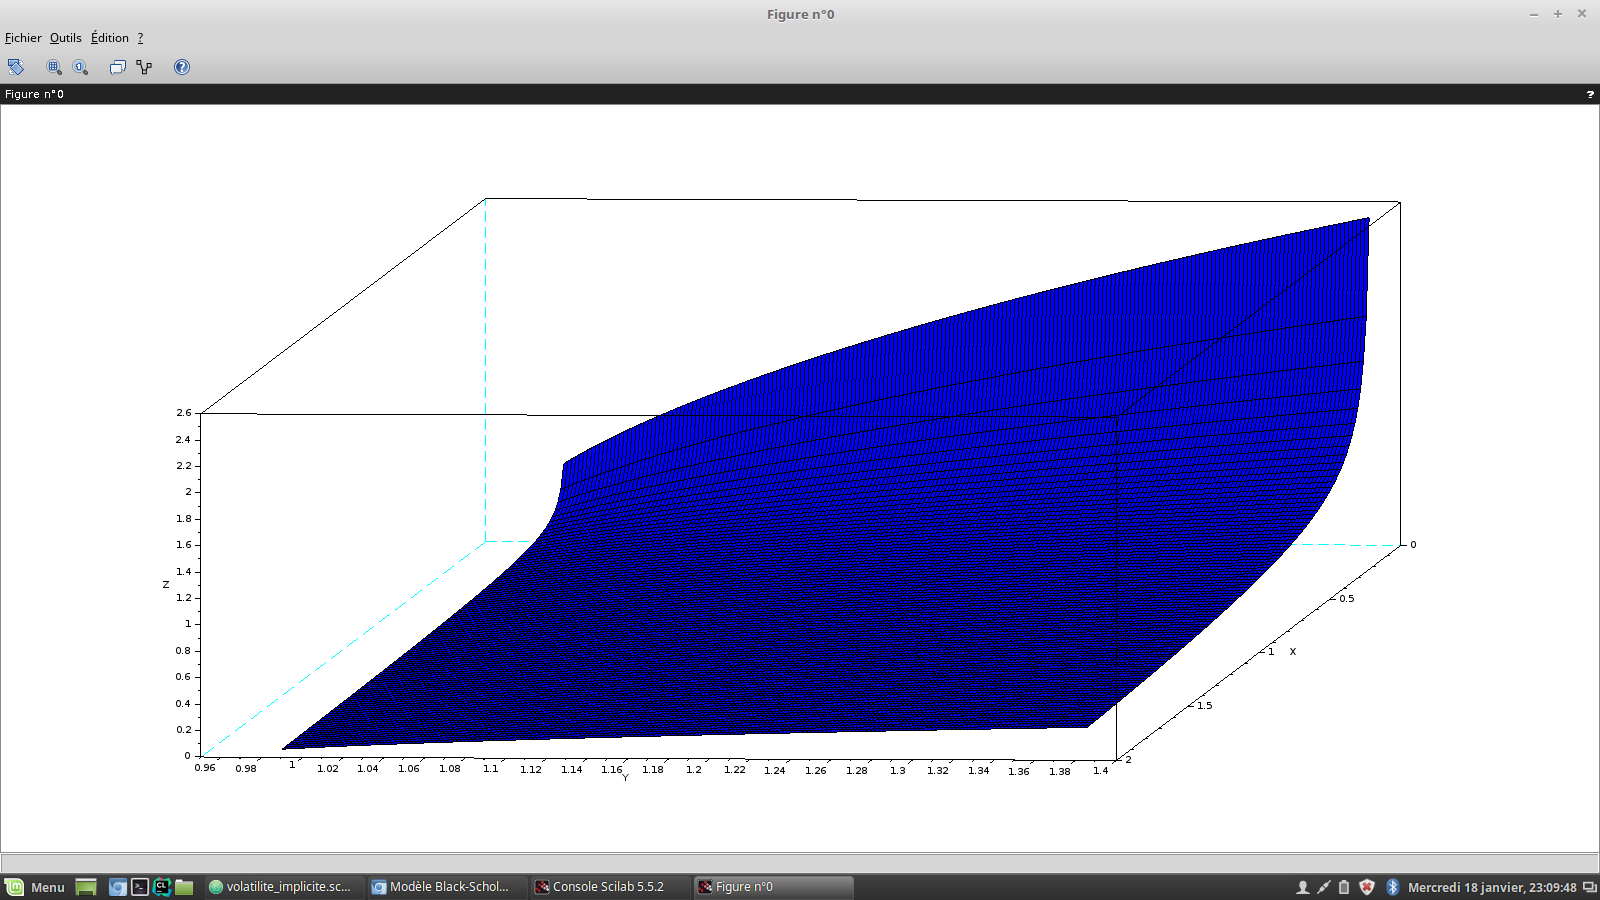 Figure n°0
Fichier Outils Édition ?
Figure n°0 ?
2.6
2.4
2.2
2
1.8
1.6
1.4
1.2
1
0.8
0.6
0.4
0.2
0
Z
0.96 0.98 1 1.02 1.04 1.06 1.08 1.1 1.12 1.14 1.16 1.18 1.2 1.22 1.24 1.26 1.28 1.3 1.32 1.34 1.36 1.38 1.4
Y
0
0.5
1
X
1.5
2
Menu
CL
volatilite_implicite.sc...
Modèle Black-Schol...
Console Scilab 5.5.2
Figure n°0
Mercredi 18 janvier, 23:09:48